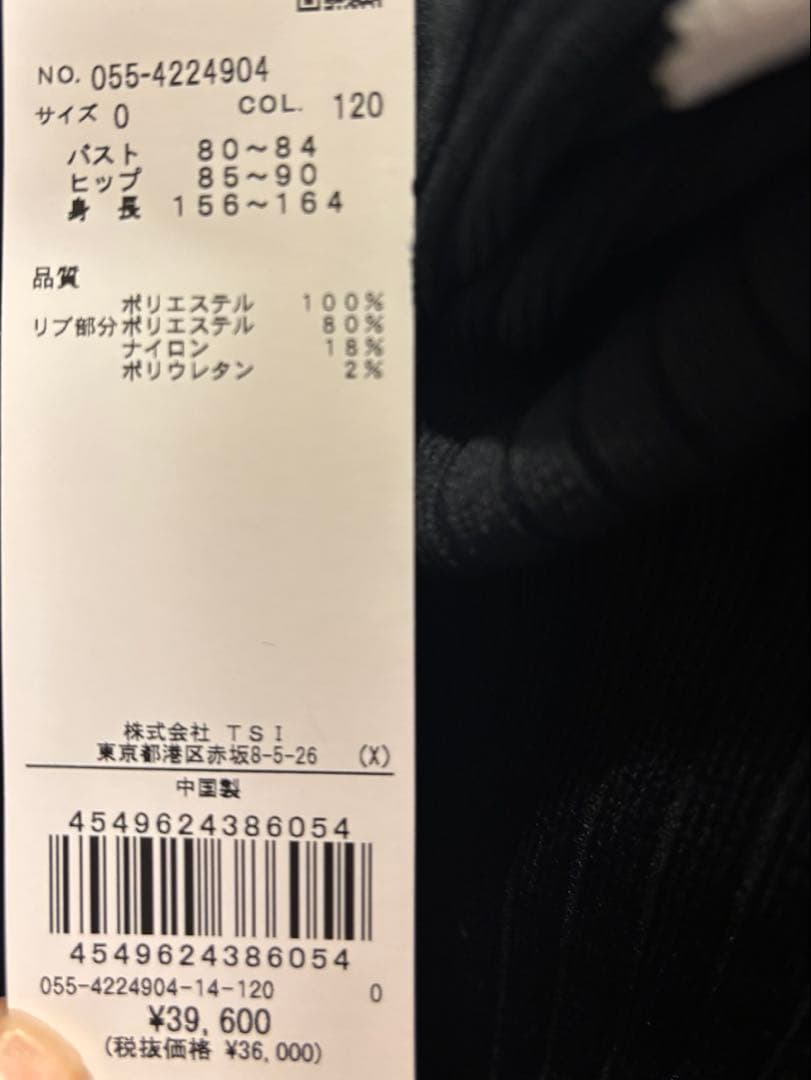 NO. 055-4224904
サイズ 0 COL. 120
バスト 80～84
ヒップ 85～90
身長 156～164
品質
ポリエステル 100%
リブ部分 ポリエステル 80%
ナイロン 18%
ポリウレタン 2%
株式会社 TSI
東京都港区赤坂8-5-26 (X)
中国製
4549624386054
4549624386054
055-4224904-14-120 0
¥39,600
(税抜価格 ¥36,000)